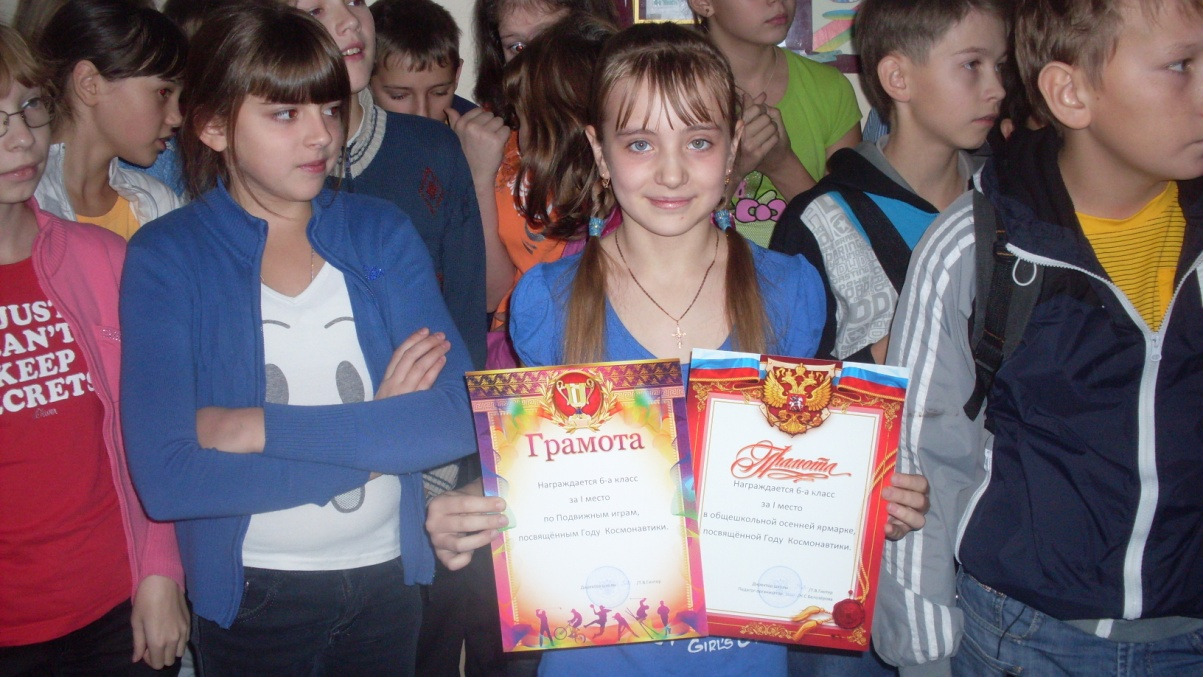 JUST
CAN'T
KEEP
SECRETS
Грамота
Награждается 6-а класс
за I место
по Подвижным играм,
посвящённым Году Космонавтики.
Грамота
Награждается 6-а класс
за I место
в общешкольной осенней ярмарке,
посвящённой Году Космонавтики.
GIRL'S